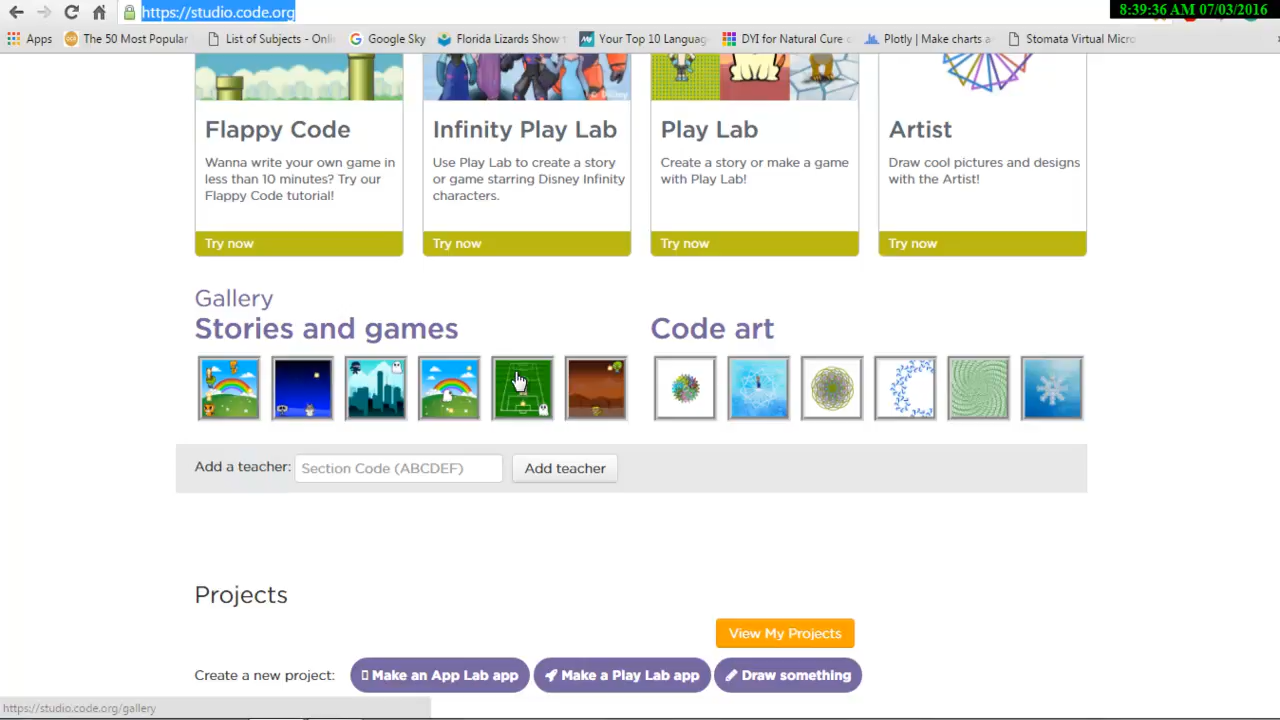 https://studio.code.org
8:39:36 AM 07/03/2016
Apps
The 50 Most Popular
List of Subjects - Onli
Google Sky
Florida Lizards Show
Your Top 10 Languag
DYI for Natural Cure
Plotly | Make charts a
Stomata Virtual Micro
© Disney
Flappy Code
Wanna write your own game in
less than 10 minutes? Try our
Flappy Code tutorial!
Try now
Infinity Play Lab
Use Play Lab to create a story
or game starring Disney Infinity
characters.
Try now
Play Lab
Create a story or make a game
with Play Lab!
Try now
Artist
Draw cool pictures and designs
with the Artist!
Try now
Gallery
Stories and games
Code art
Add a teacher: Section Code (ABCDEF) Add teacher
Projects
View My Projects
Create a new project: Make an App Lab app Make a Play Lab app Draw something
https://studio.code.org/gallery